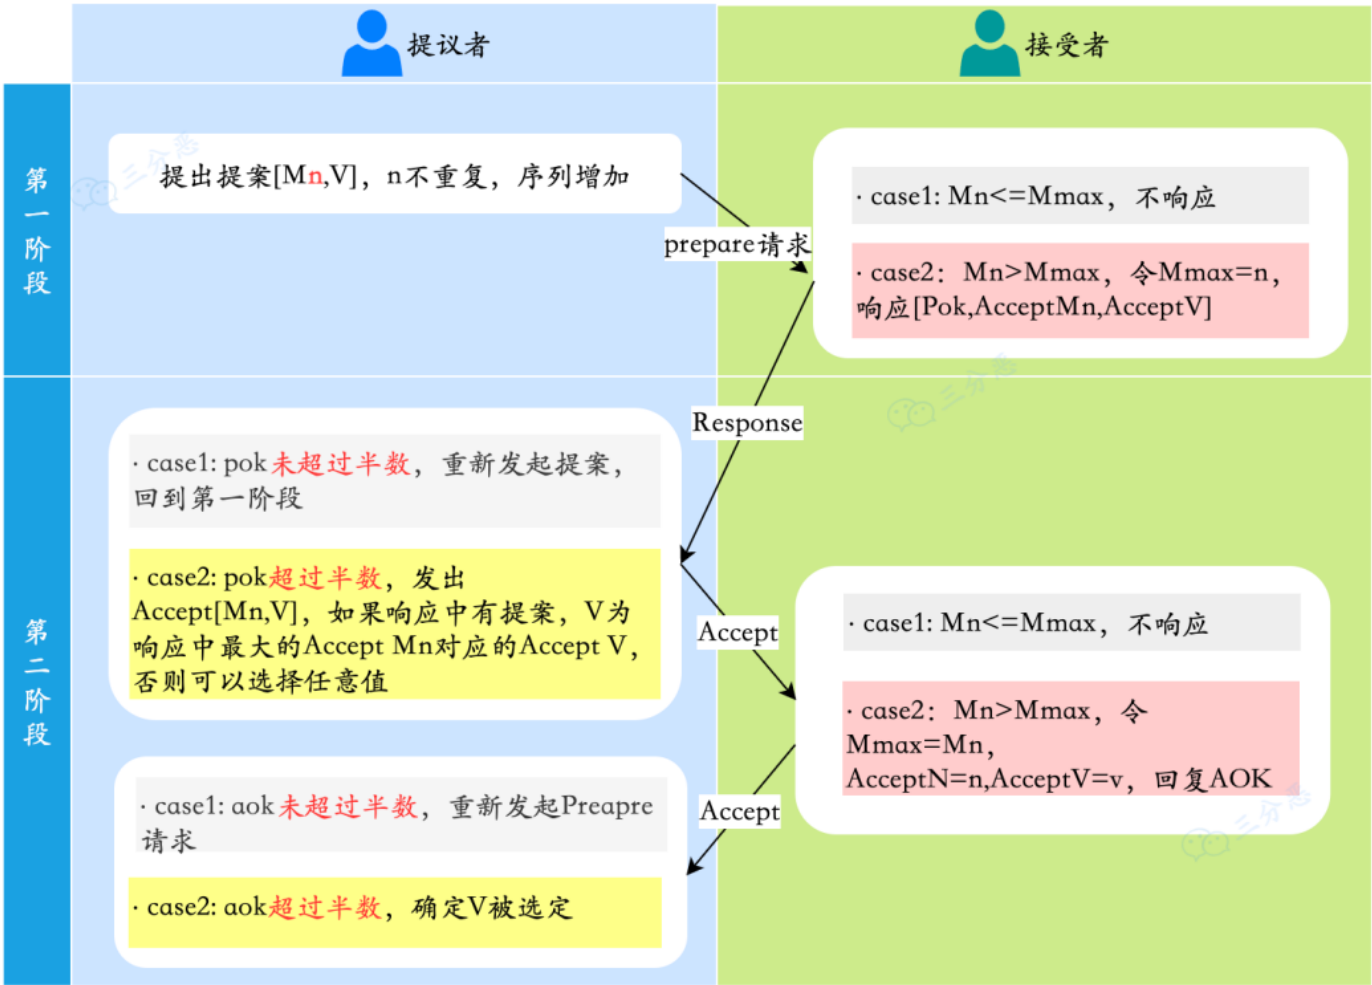 提议者
接受者
第一阶段
三分恶
提出提案[Mn,V]，n不重复，序列增加
prepare请求
· case1: Mn<=Mmax，不响应
· case2：Mn>Mmax，令Mmax=n，
响应[Pok,AcceptMn,AcceptV]
三分恶
Response
第二阶段
· case1: pok未超过半数，重新发起提案，
回到第一阶段
· case2: pok超过半数，发出
Accept[Mn,V]，如果响应中有提案，V为
响应中最大的Accept Mn对应的Accept V，
否则可以选择任意值
Accept
· case1: Mn<=Mmax，不响应
· case2：Mn>Mmax，令
Mmax=Mn，
AcceptN=n,AcceptV=v，回复AOK
三分恶
Accept
· case1: aok未超过半数，重新发起Preapre
请求
· case2: aok超过半数，确定V被选定